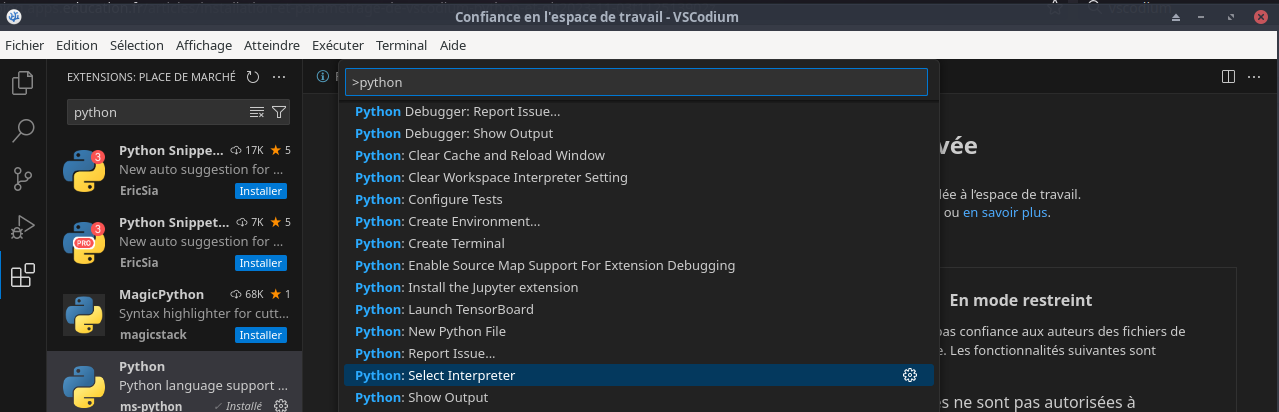 Confiance en l'espace de travail - VSCodium
Fichier Edition Sélection Affichage Atteindre Exécuter Terminal Aide
EXTENSIONS: PLACE DE MARCHÉ
python
Python Snippe... 17K 5
New auto suggestion for ...
EricSia Installer
Python Snippet... 7K 5
PRO
New auto suggestion for ...
EricSia Installer
MagicPython 68K 1
Syntax highlighter for cutt...
magicstack Installer
Python
Python language support ...
ms-python Installé
>python
Python Debugger: Report Issue...
Python Debugger: Show Output
Python: Clear Cache and Reload Window
Python: Clear Workspace Interpreter Setting
Python: Configure Tests
Python: Create Environment...
Python: Create Terminal
Python: Enable Source Map Support For Extension Debugging
Python: Install the Jupyter extension
Python: Launch TensorBoard
Python: New Python File
Python: Report Issue...
Python: Select Interpreter
Python: Show Output
vée
lée à l'espace de travail.
ou en savoir plus.
En mode restreint
pas confiance aux auteurs des fichiers de
e. Les fonctionnalités suivantes sont
es ne sont pas autorisées à